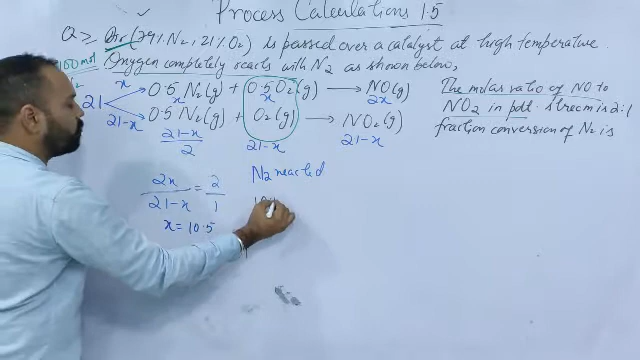 Process Calculations 1.5
Q ≥ Air (79% N₂, 21% O₂) is passed over a catalyst at high temperature.
100 mol Oxygen completely reacts with N₂ as shown below,
x 0.5 N₂(g) + 0.5 O₂(g) → NO(g)
x x 2x
21
21-x 0.5 N₂(g) + O₂(g) → NO₂(g)
21-x/2 21-x 21-x
The molar ratio of NO to
NO₂ in pdt. strecm is 2:1
fraction conversion of N₂ is
2x/21-x = 2/1
x = 10.5
N₂ reacted